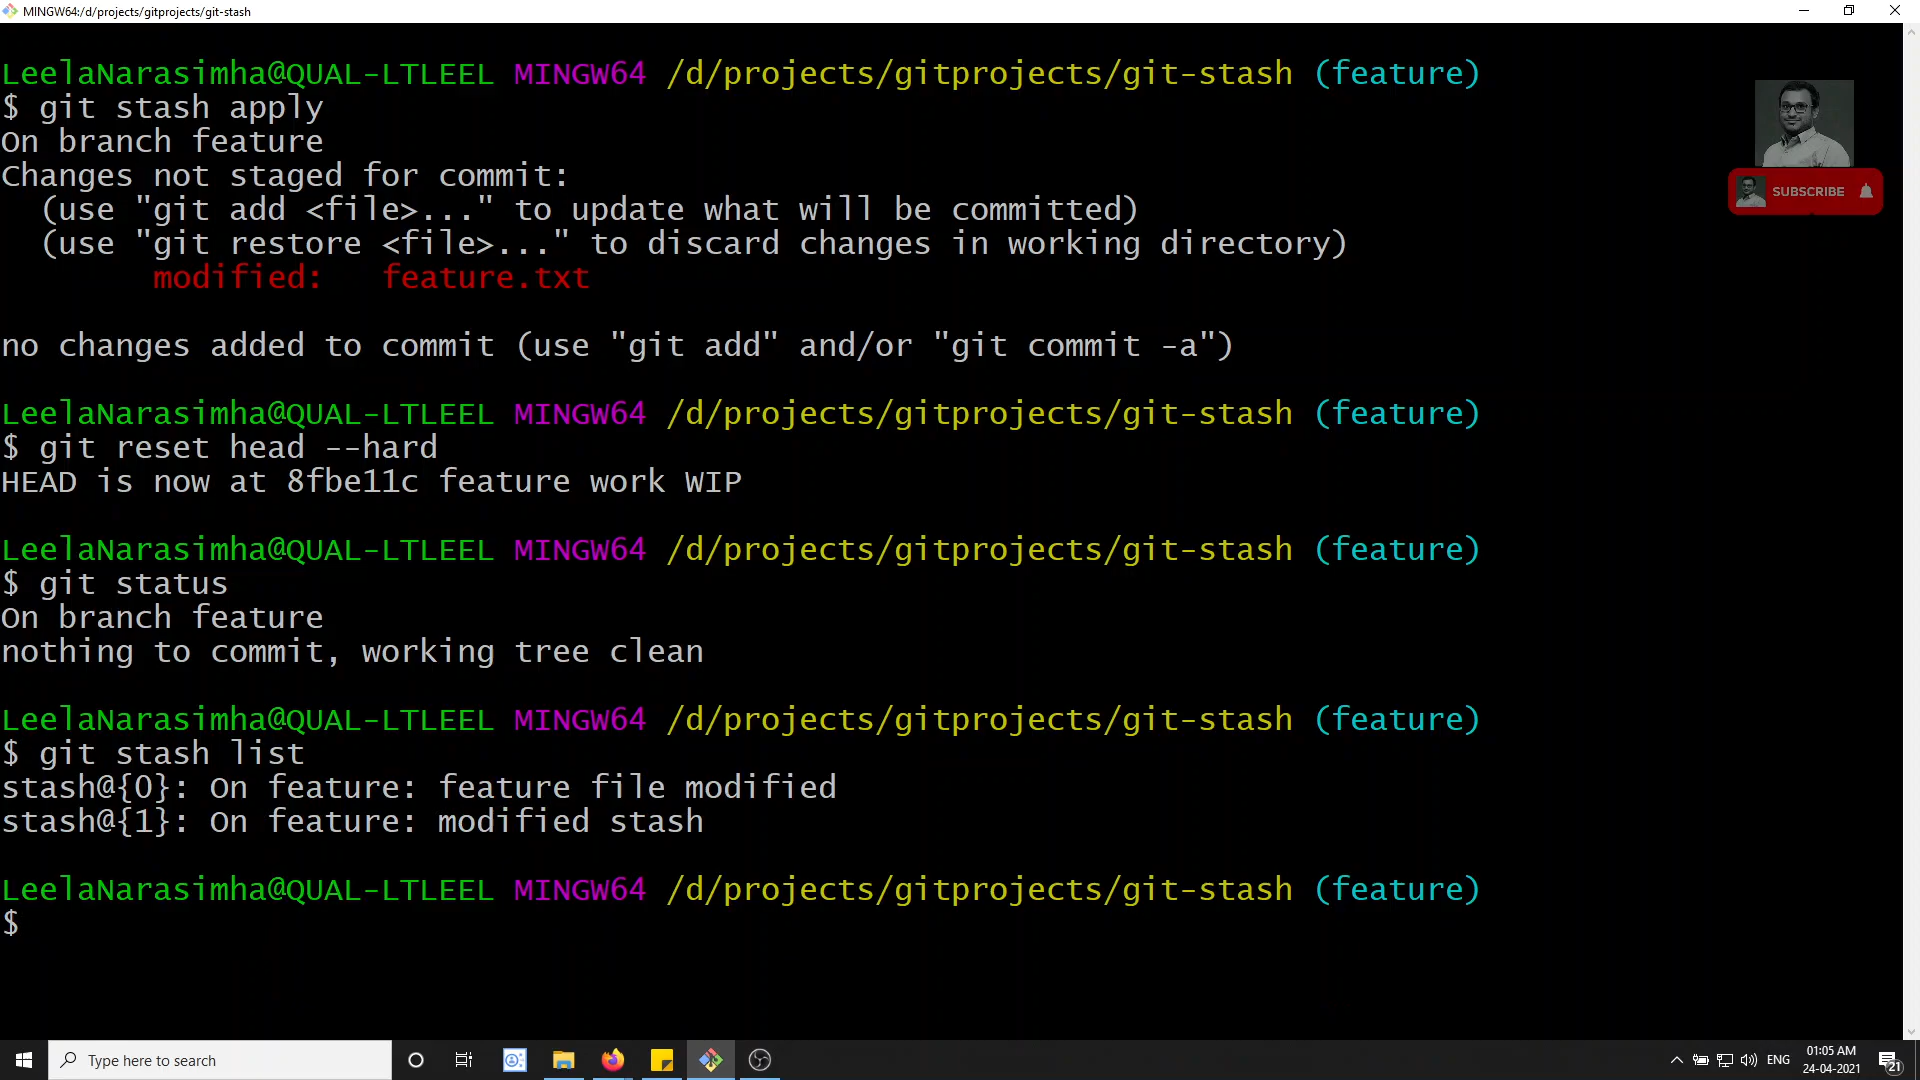 MINGW64:/d/projects/gitprojects/git-stash
LeelaNarasimha@QUAL-LTLEEL MINGW64 /d/projects/gitprojects/git-stash (feature)
$ git stash apply
On branch feature
Changes not staged for commit:
  (use "git add <file>..." to update what will be committed)
  (use "git restore <file>..." to discard changes in working directory)
        modified:   feature.txt
no changes added to commit (use "git add" and/or "git commit -a")
LeelaNarasimha@QUAL-LTLEEL MINGW64 /d/projects/gitprojects/git-stash (feature)
$ git reset head --hard
HEAD is now at 8fbe11c feature work WIP
LeelaNarasimha@QUAL-LTLEEL MINGW64 /d/projects/gitprojects/git-stash (feature)
$ git status
On branch feature
nothing to commit, working tree clean
LeelaNarasimha@QUAL-LTLEEL MINGW64 /d/projects/gitprojects/git-stash (feature)
$ git stash list
stash@{0}: On feature: feature file modified
stash@{1}: On feature: modified stash
LeelaNarasimha@QUAL-LTLEEL MINGW64 /d/projects/gitprojects/git-stash (feature)
$
SUBSCRIBE
Type here to search
ENG
01:05 AM
24-04-2021
21